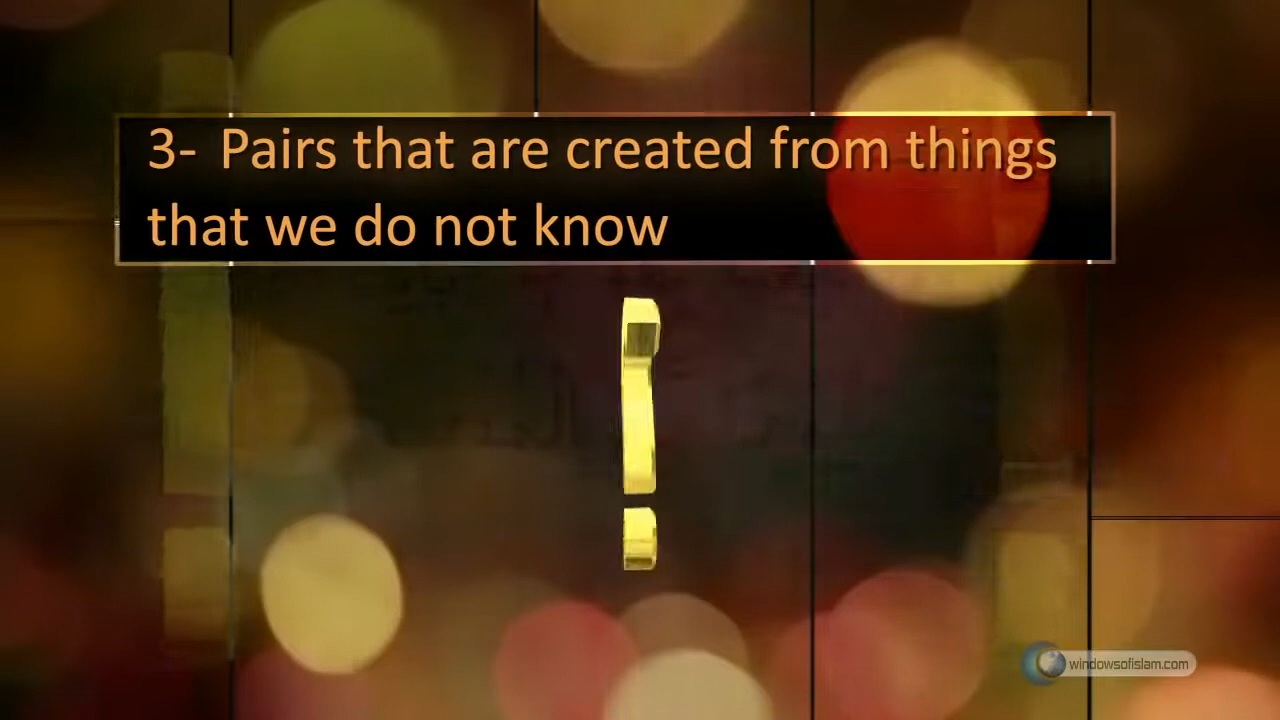 3- Pairs that are created from things
that we do not know
windowsofislam.com